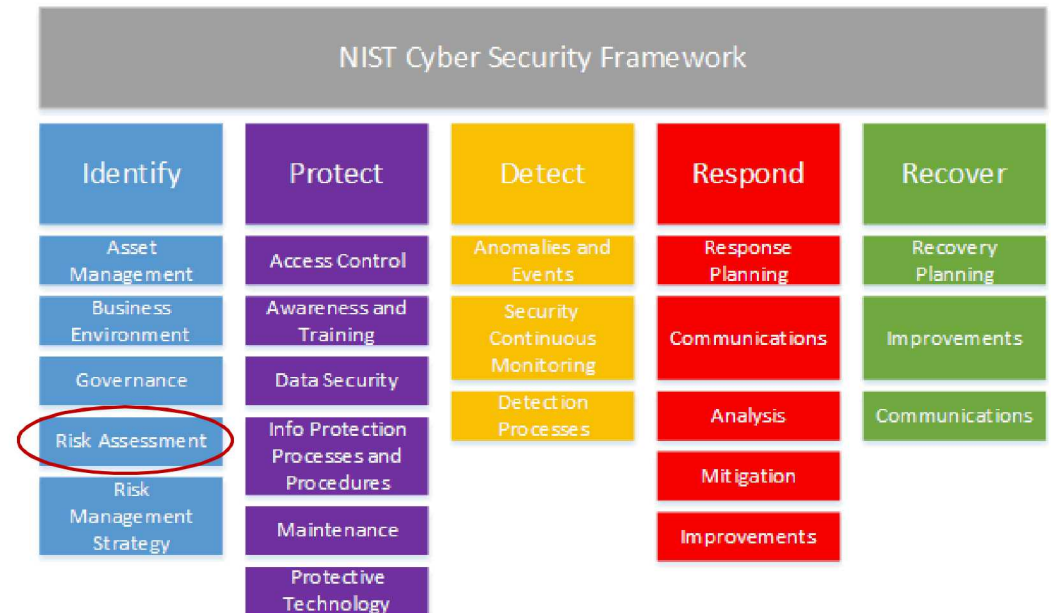 NIST Cyber Security Framework
Identify
Asset
Management
Business
Environment
Governance
Risk Assessment
Risk
Management
Strategy
Protect
Access Control
Awareness and
Training
Data Security
Info Protection
Processes and
Procedures
Maintenance
Protective
Technology
Detect
Anomalies and
Events
Security
Continuous
Monitoring
Detection
Processes
Respond
Response
Planning
Communications
Analysis
Mitigation
Improvements
Recover
Recovery
Planning
Improvements
Communications